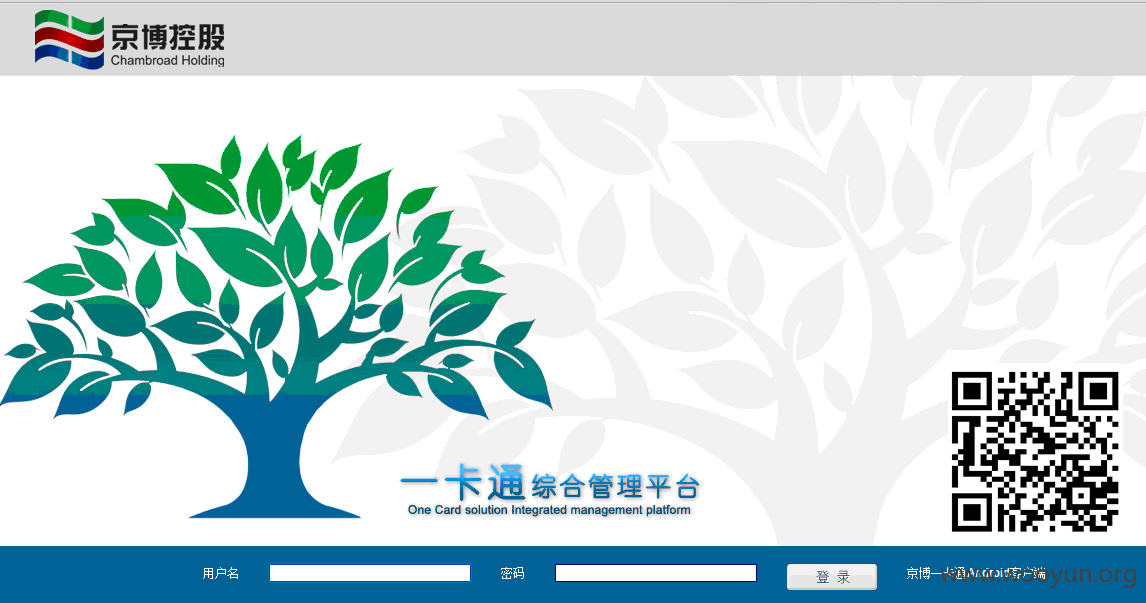 京博控股
Chambroad Holding
一卡通综合管理平台
One Card solution Integrated management platform
用户名 密码 登 录 京博一卡通Android客户端
www.wooyun.org